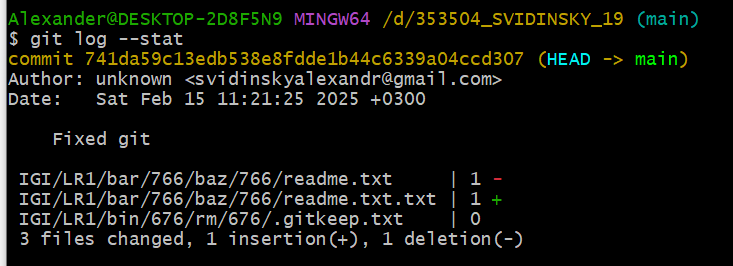 Alexander@DESKTOP-2D8F5N9 MINGW64 /d/353504_SVIDINSKY_19 (main)
$ git log --stat
commit 741da59c13edb538e8fdde1b44c6339a04ccd307 (HEAD -> main)
Author: unknown <svidinskyalexandr@gmail.com>
Date:   Sat Feb 15 11:21:25 2025 +0300

    Fixed git

 IGI/LR1/bar/766/baz/766/readme.txt     | 1 -
 IGI/LR1/bar/766/baz/766/readme.txt.txt | 1 +
 IGI/LR1/bin/676/rm/676/.gitkeep.txt    | 0
 3 files changed, 1 insertion(+), 1 deletion(-)